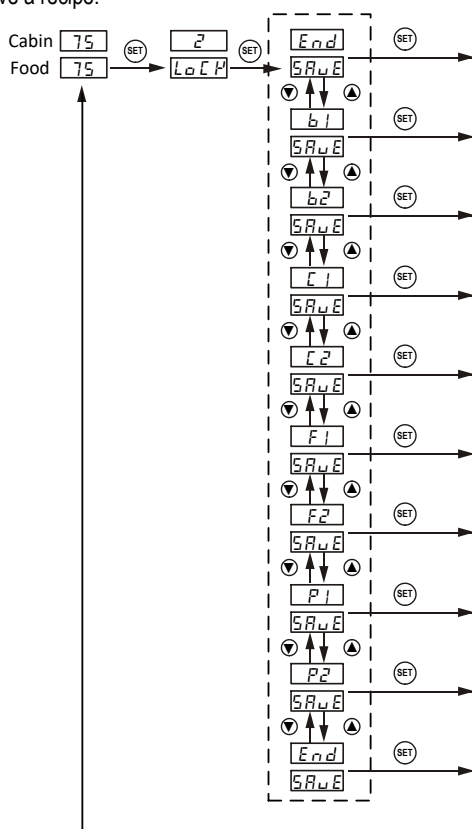 a recipe.
Cabin 75 SET 2 SET End SET
Food 75 LoCK SAvE
b1 SET
SAvE
b2 SET
SAvE
C1 SET
SAvE
C2 SET
SAvE
F1 SET
SAvE
F2 SET
SAvE
P1 SET
SAvE
P2 SET
SAvE
End SET
SAvE